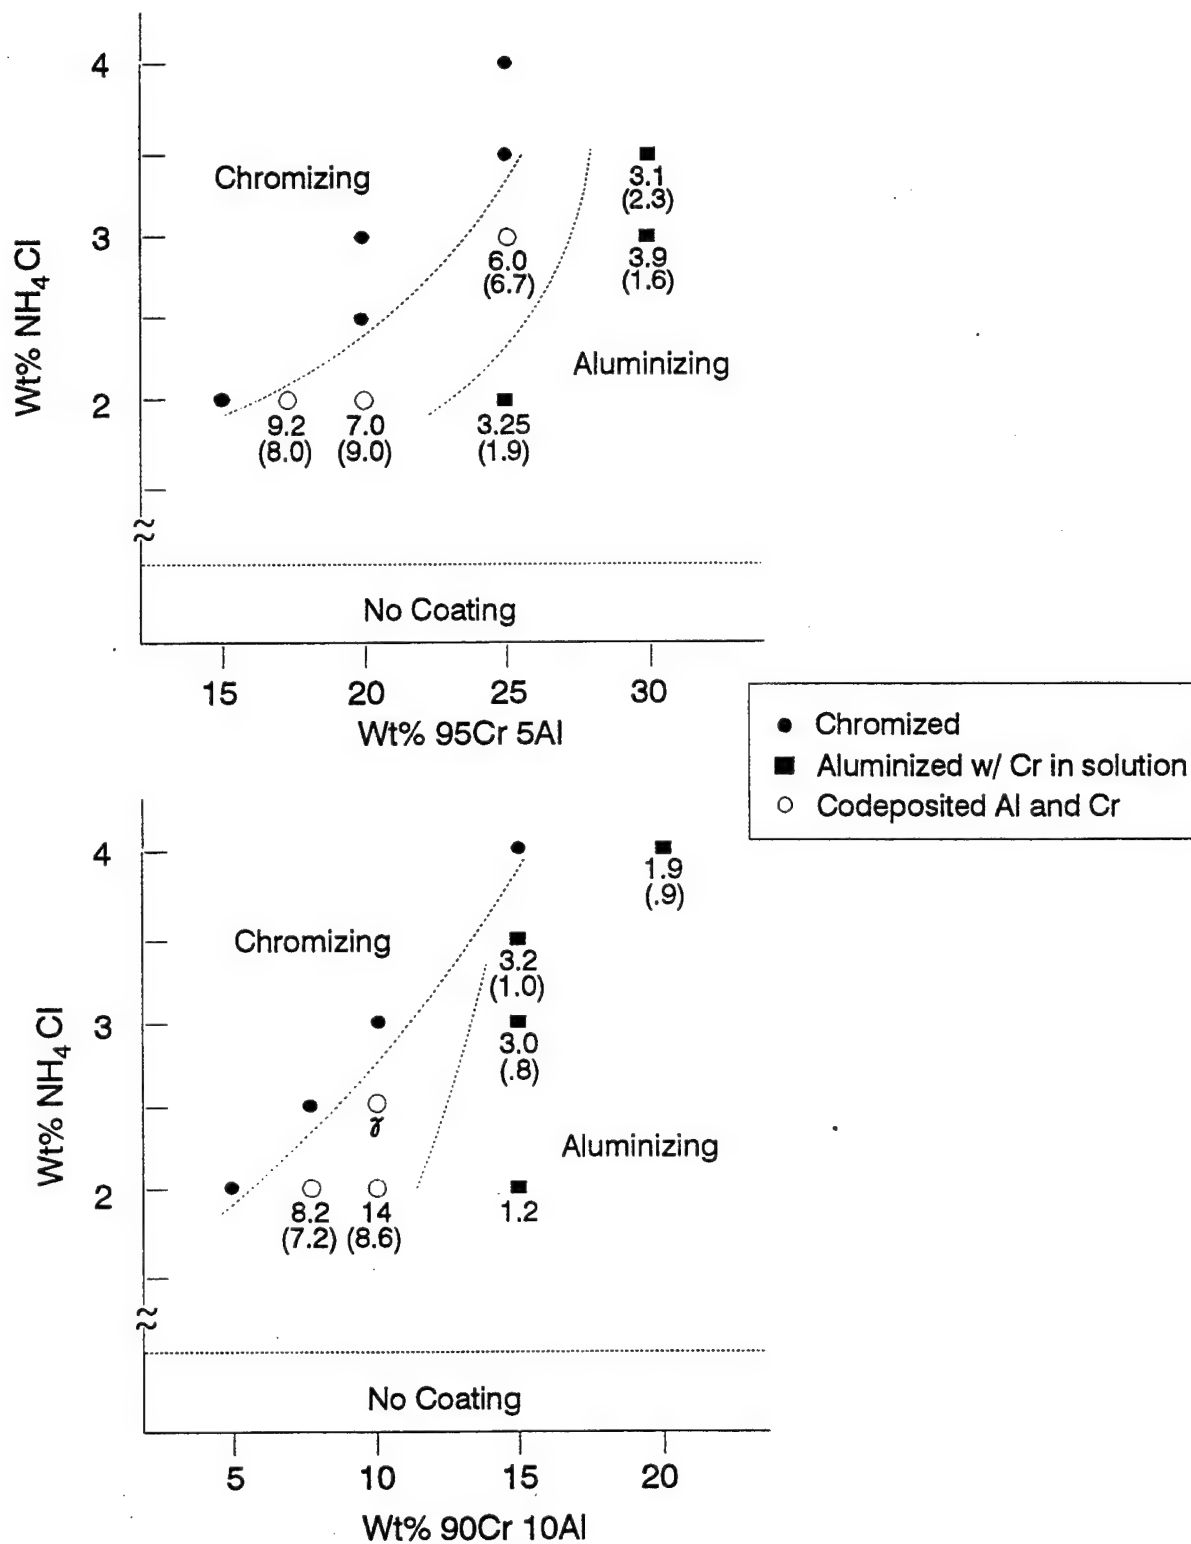 4
Chromizing
3.1
(2.3)
3
6.0
(6.7)
3.9
(1.6)
Wt% NH4Cl
Aluminizing
2
9.2
(8.0)
7.0
(9.0)
3.25
(1.9)
No Coating
15 20 25 30
Wt% 95Cr 5Al
Chromized
Aluminized w/ Cr in solution
Codeposited Al and Cr
4
1.9
(.9)
Chromizing
3.2
(1.0)
3
3.0
(.8)
Wt% NH4Cl
γ
Aluminizing
2
8.2
(7.2)
14
(8.6)
1.2
No Coating
5 10 15 20
Wt% 90Cr 10Al